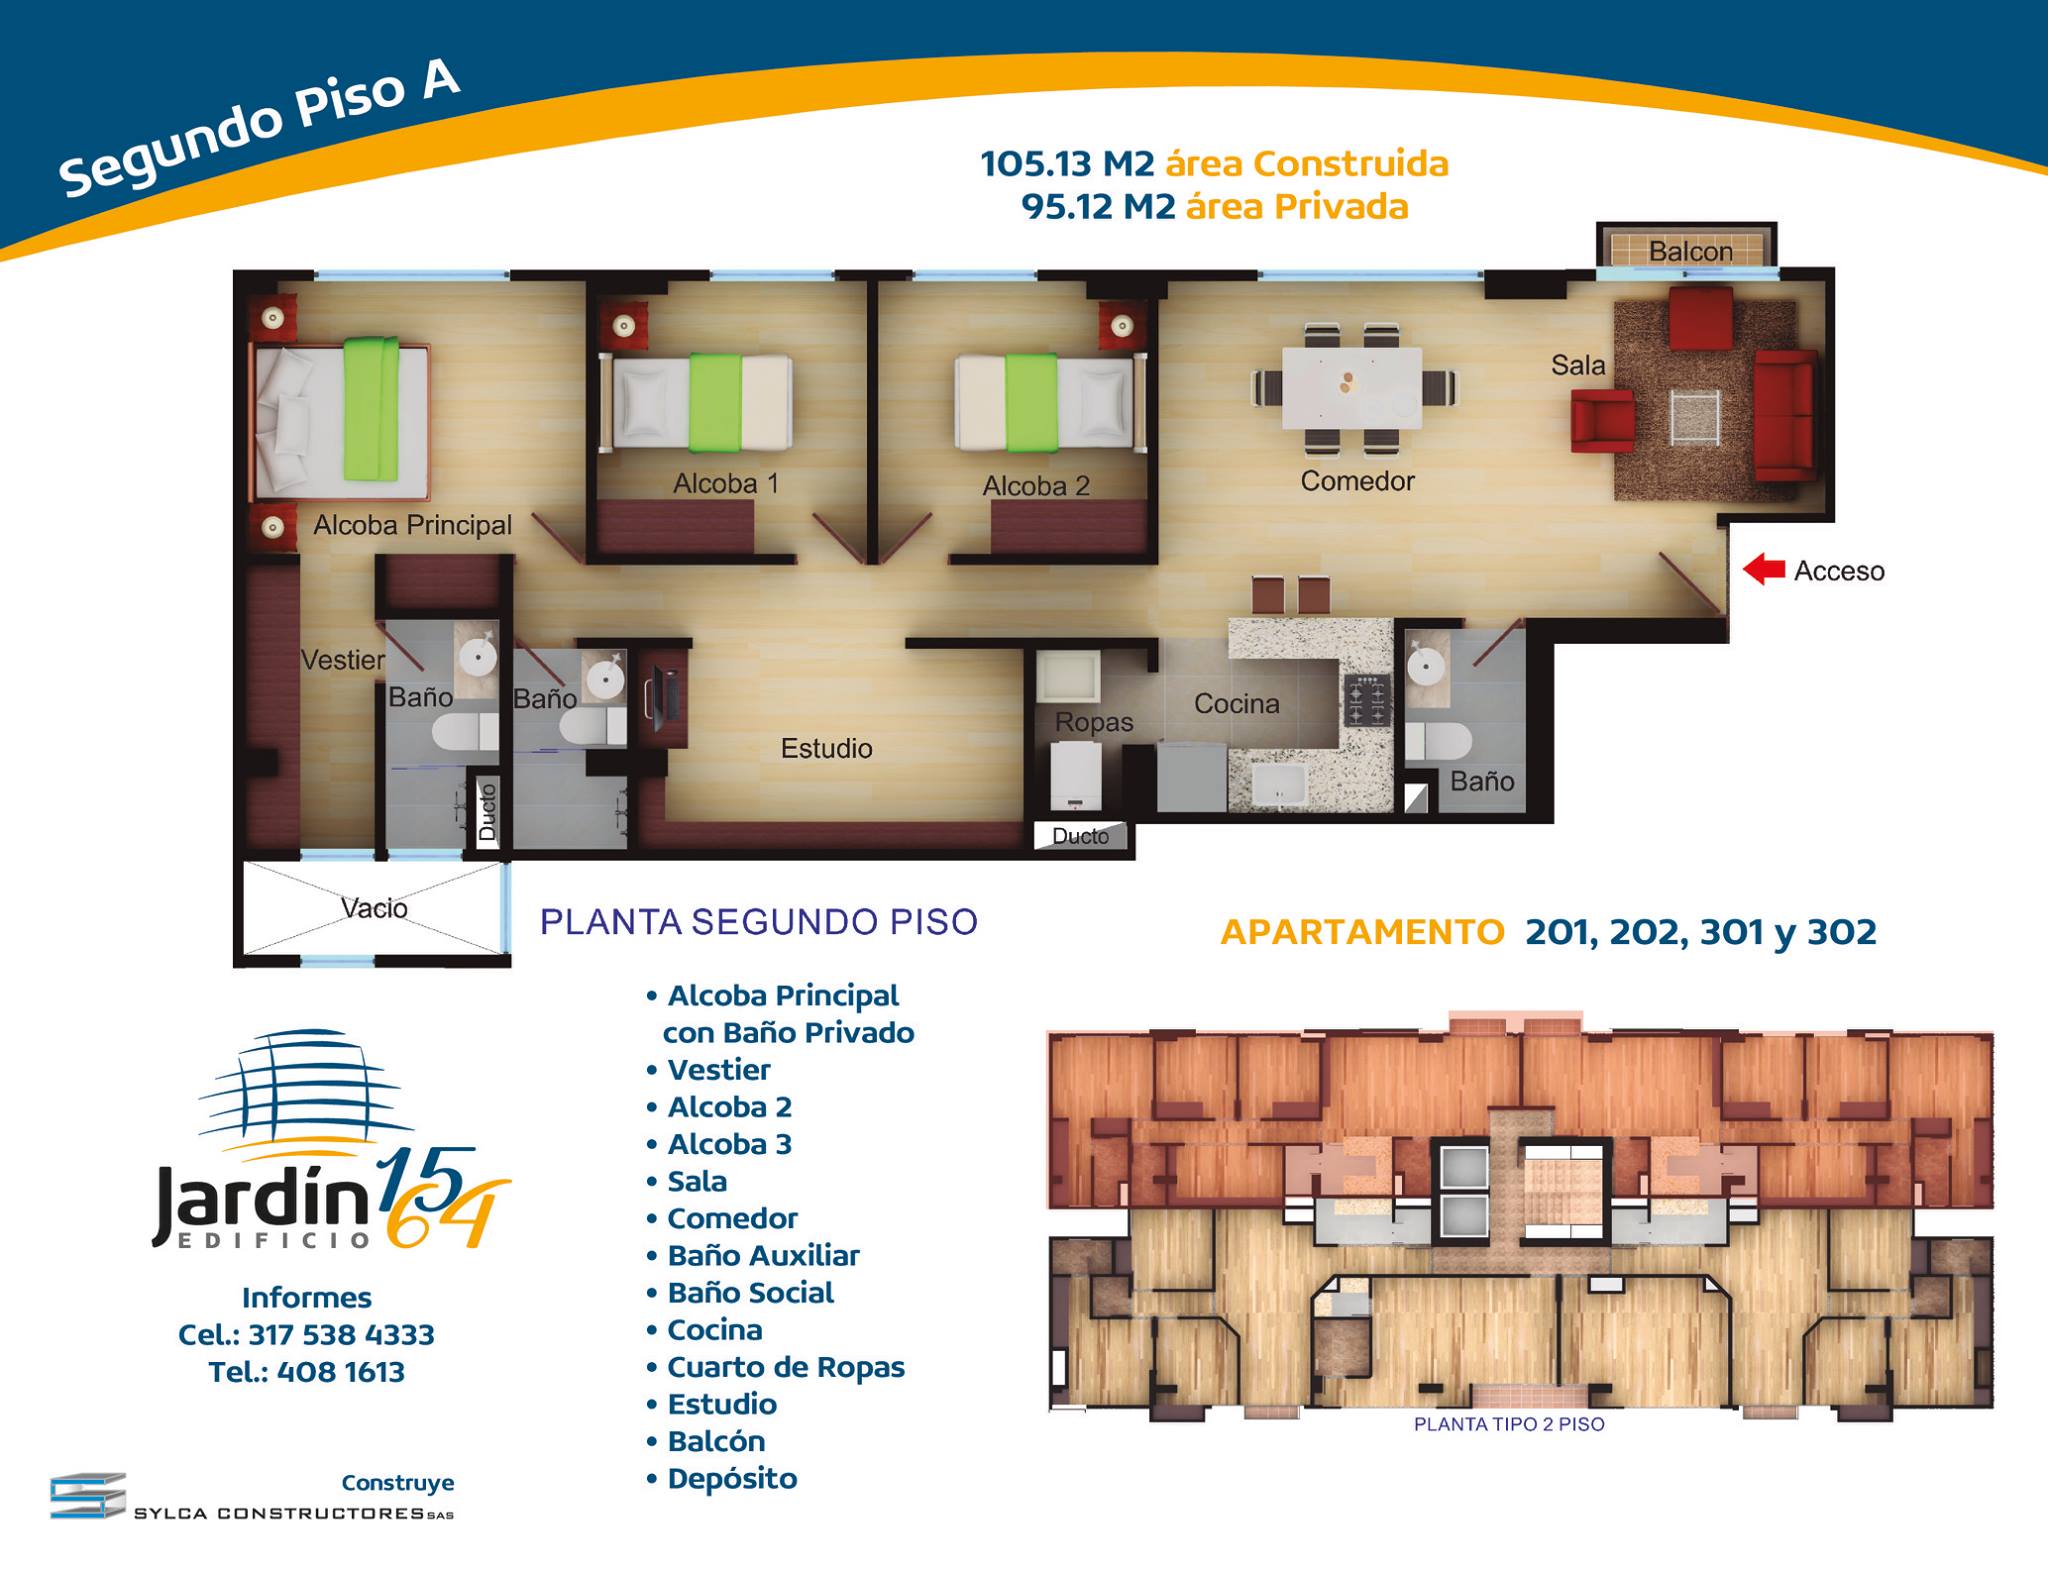 Segundo Piso A
105.13 M2 área Construida
95.12 M2 área Privada
Balcon
Sala
Comedor
Alcoba 1
Alcoba 2
Alcoba Principal
Acceso
Vestier
Baño
Baño
Estudio
Ropas
Cocina
Baño
Ducto
Ducto
Vacio
PLANTA SEGUNDO PISO
APARTAMENTO 201, 202, 301 y 302
• Alcoba Principal
con Baño Privado
• Vestier
• Alcoba 2
• Alcoba 3
• Sala
• Comedor
• Baño Auxiliar
• Baño Social
• Cocina
• Cuarto de Ropas
• Estudio
• Balcón
• Depósito
Jardín 15 64
EDIFICIO
Informes
Cel.: 317 538 4333
Tel.: 408 1613
Construye
SYLCA CONSTRUCTORES SAS
PLANTA TIPO 2 PISO